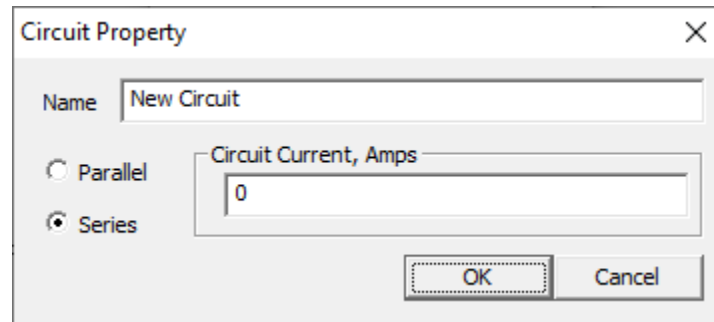 Circuit Property
Name New Circuit
Circuit Current, Amps
Parallel
0
Series
OK Cancel